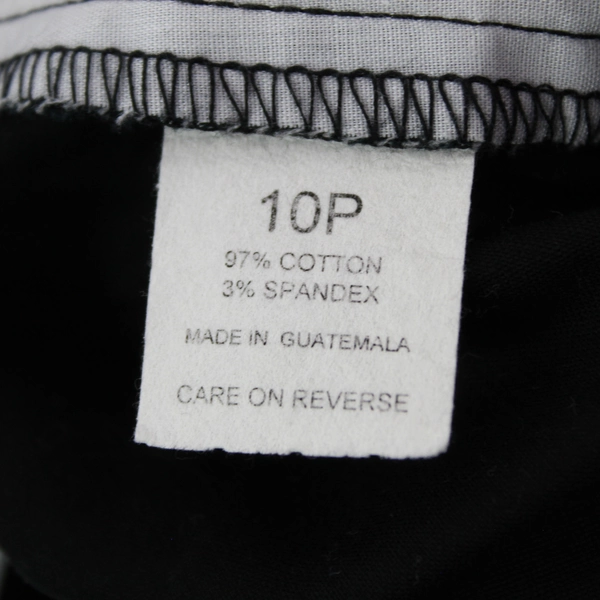 10P
97% COTTON
3% SPANDEX
MADE IN GUATEMALA
CARE ON REVERSE